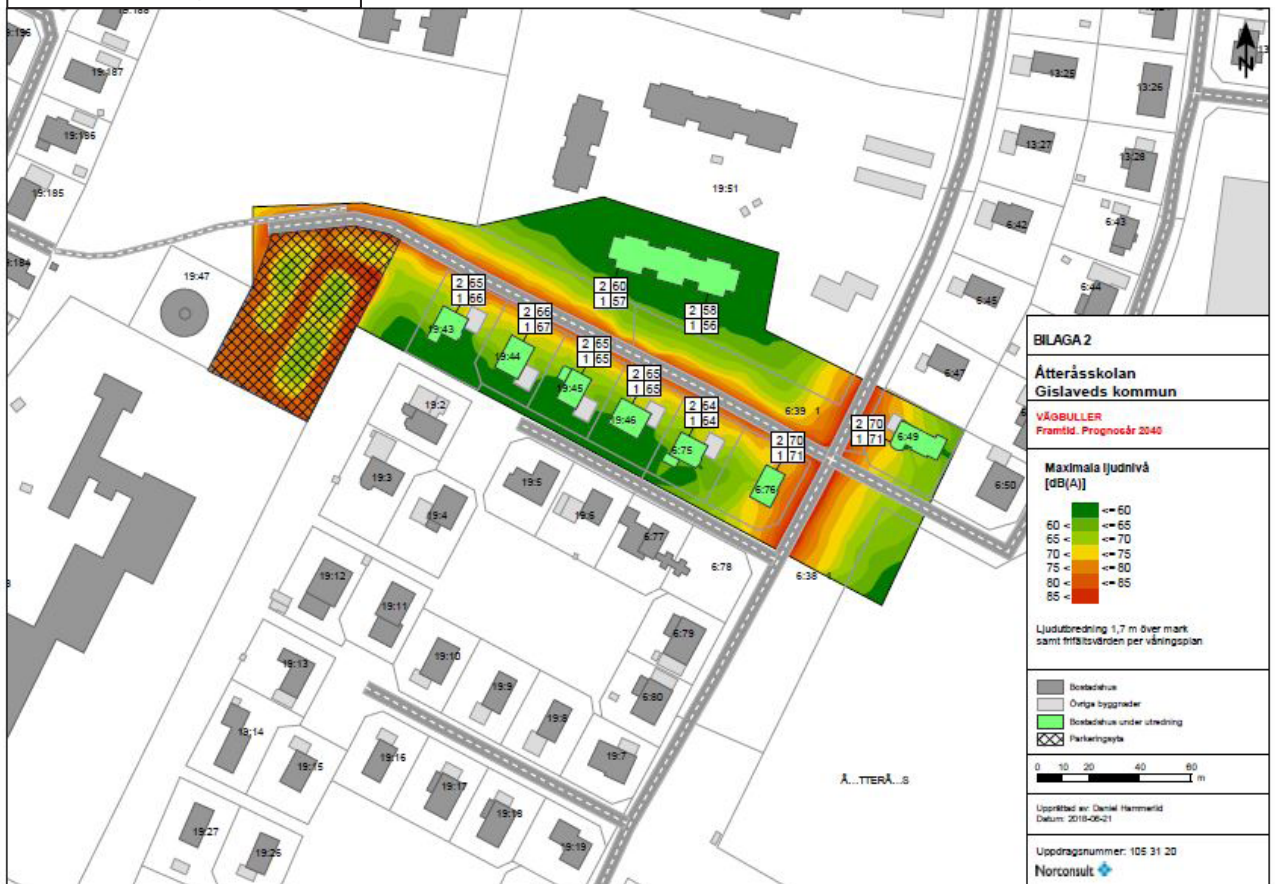 19:188
19:187
19:186
19:185
19:47
19:51
13:25
13:26
13:27
13:28
6:42
6:43
6:45
6:44
6:47
6:50
2 65
1 66
2 66
1 67
2 65
1 65
2 65
1 65
2 64
1 64
2 60
1 57
2 58
1 56
2 70
1 71
2 70
1 71
19:43
19:44
19:45
19:46
6:75
6:76
6:39 1
6:49
6:38 1
19:2
19:3
19:4
19:5
19:6
6:77
6:78
19:12
19:11
19:10
19:9
19:8
19:7
6:79
6:80
19:13
19:15
19:16
19:17
19:18
19:19
19:27
19:26
Å...TTERÅ...S
N
BILAGA 2
Åtteråsskolan
Gislaveds kommun
VÄGBULLER
Framtid. Prognosår 2040
Maximala ljudnivå
[dB(A)]
<= 60
60 < <= 65
65 < <= 70
70 < <= 75
75 < <= 80
80 < <= 85
85 <
Ljudutbredning 1,7 m över mark
samt frifältsvärden per våningsplan
Bostadshus
Övriga byggnader
Bostadshus under utredning
Parkeringsyta
0 10 20 40 60
m
Upprättad av: Daniel Hammerlid
Datum: 2018-06-21
Uppdragsnummer: 105 31 20
Norconsult